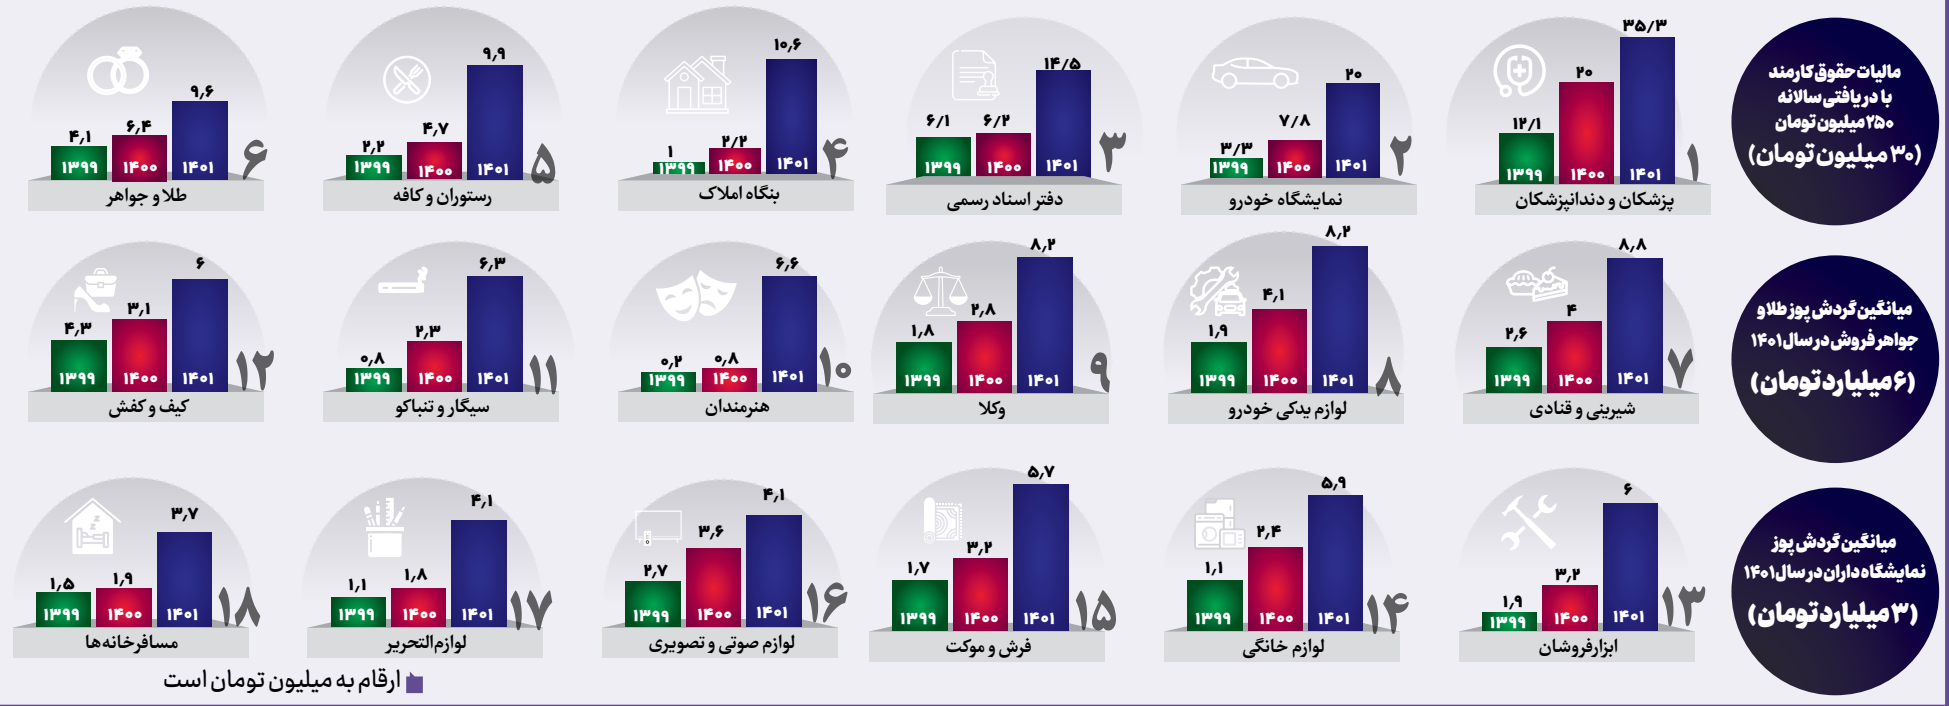 مالیات حقوق کارمند
با دریافتی سالانه
۲۵۰ میلیون تومان
(۳۰ میلیون تومان)
۳۵/۳
۲۰
۱۲/۱
۱۳۹۹ ۱۴۰۰ ۱۴۰۱
۱
پزشکان و دندانپزشکان
۲۰
۷/۸
۳/۳
۱۳۹۹ ۱۴۰۰ ۱۴۰۱
۲
نمایشگاه خودرو
۱۴/۵
۶/۲
۶/۱
۱۳۹۹ ۱۴۰۰ ۱۴۰۱
۳
دفتر اسناد رسمی
۱۰٫۶
۲/۲
۱
۱۳۹۹ ۱۴۰۰ ۱۴۰۱
۴
بنگاه املاک
۹٫۹
۴٫۷
۲٫۲
۱۳۹۹ ۱۴۰۰ ۱۴۰۱
۵
رستوران و کافه
۹٫۶
۶٫۴
۴٫۱
۱۳۹۹ ۱۴۰۰ ۱۴۰۱
۶
طلا و جواهر
میانگین گردش پوز طلا و
جواهر فروش در سال ۱۴۰۱
(۶ میلیارد تومان)
۸٫۸
۴
۲٫۶
۱۳۹۹ ۱۴۰۰ ۱۴۰۱
۷
شیرینی و قنادی
۸٫۲
۴٫۱
۱٫۹
۱۳۹۹ ۱۴۰۰ ۱۴۰۱
۸
لوازم یدکی خودرو
۸٫۲
۲٫۸
۱٫۸
۱۳۹۹ ۱۴۰۰ ۱۴۰۱
۹
وکلا
۶٫۶
۰٫۸
۰٫۲
۱۳۹۹ ۱۴۰۰ ۱۴۰۱
۱۰
هنرمندان
۶٫۳
۲٫۳
۰٫۸
۱۳۹۹ ۱۴۰۰ ۱۴۰۱
۱۱
سیگار و تنباکو
۶
۳٫۱
۴٫۳
۱۳۹۹ ۱۴۰۰ ۱۴۰۱
۱۲
کیف و کفش
میانگین گردش پوز
نمایشگاه داران در سال ۱۴۰۱
(۳ میلیارد تومان)
۶
۳٫۲
۱٫۹
۱۳۹۹ ۱۴۰۰ ۱۴۰۱
۱۳
ابزارفروشان
۵٫۹
۲٫۴
۱٫۱
۱۳۹۹ ۱۴۰۰ ۱۴۰۱
۱۴
لوازم خانگی
۵٫۷
۳٫۲
۱٫۷
۱۳۹۹ ۱۴۰۰ ۱۴۰۱
۱۵
فرش و موکت
۴٫۱
۳٫۶
۲٫۷
۱۳۹۹ ۱۴۰۰ ۱۴۰۱
۱۶
لوازم صوتی و تصویری
۴٫۱
۱٫۸
۱٫۱
۱۳۹۹ ۱۴۰۰ ۱۴۰۱
۱۷
لوازم‌التحریر
۳٫۷
۱٫۹
۱٫۵
۱۳۹۹ ۱۴۰۰ ۱۴۰۱
۱۸
مسافرخانه‌ها
ارقام به میلیون تومان است